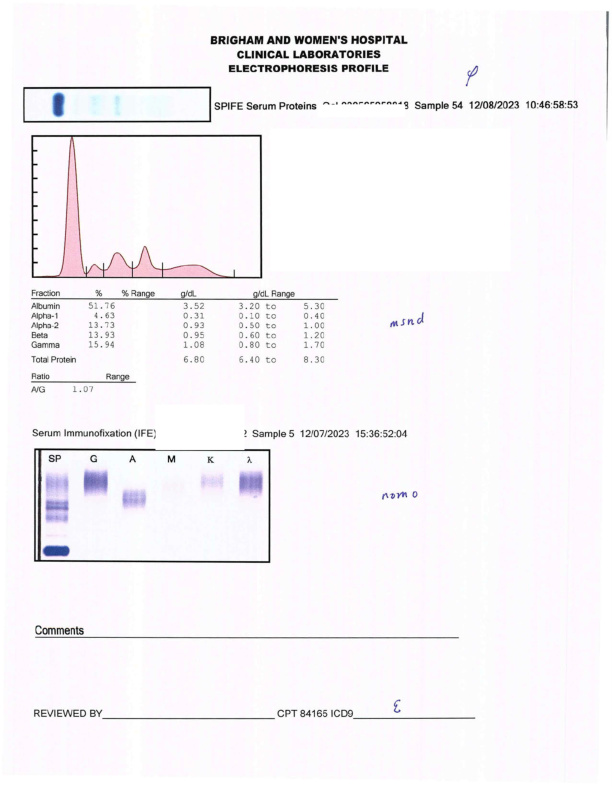 BRIGHAM AND WOMEN'S HOSPITAL
CLINICAL LABORATORIES
ELECTROPHORESIS PROFILE
SPIFE Serum Proteins Sample 54 12/08/2023 10:46:58:53
Fraction % % Range g/dL g/dL Range
Albumin 51.76 3.52 3.20 to 5.30
Alpha-1 4.63 0.31 0.10 to 0.40
Alpha-2 13.73 0.93 0.50 to 1.00
Beta 13.93 0.95 0.60 to 1.20
Gamma 15.94 1.08 0.80 to 1.70
msnd
Total Protein 6.80 6.40 to 8.30
Ratio Range
A/G 1.07
Serum Immunofixation (IFE) Sample 5 12/07/2023 15:36:52:04
SP G A M K λ
nomo
Comments
REVIEWED BY CPT 84165 ICD9